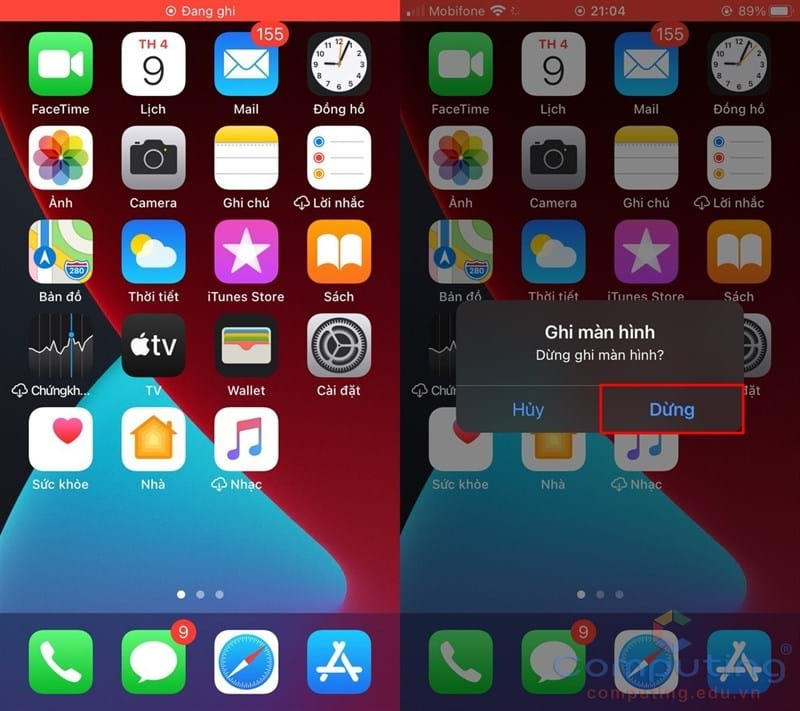 Đang ghi
155
TH 4
9
FaceTime Lịch Mail Đồng hồ
Ảnh Camera Ghi chú Lời nhắc
280
Bản đồ Thời tiết iTunes Store Sách
tv
Chứngkh... TV Wallet Cài đặt
Sức khỏe Nhà Nhạc
9
Mobifone 21:04 89%
155
TH 4
9
FaceTime Lịch Mail Đồng hồ
Ảnh Camera Ghi chú Lời nhắc
280
Bản đồ Thời tiết iTunes Store Sách
Ghi màn hình
Dừng ghi màn hình?
Hủy Dừng
Sức khỏe Nhà Nhạc
9
Computing ®
computing.edu.vn